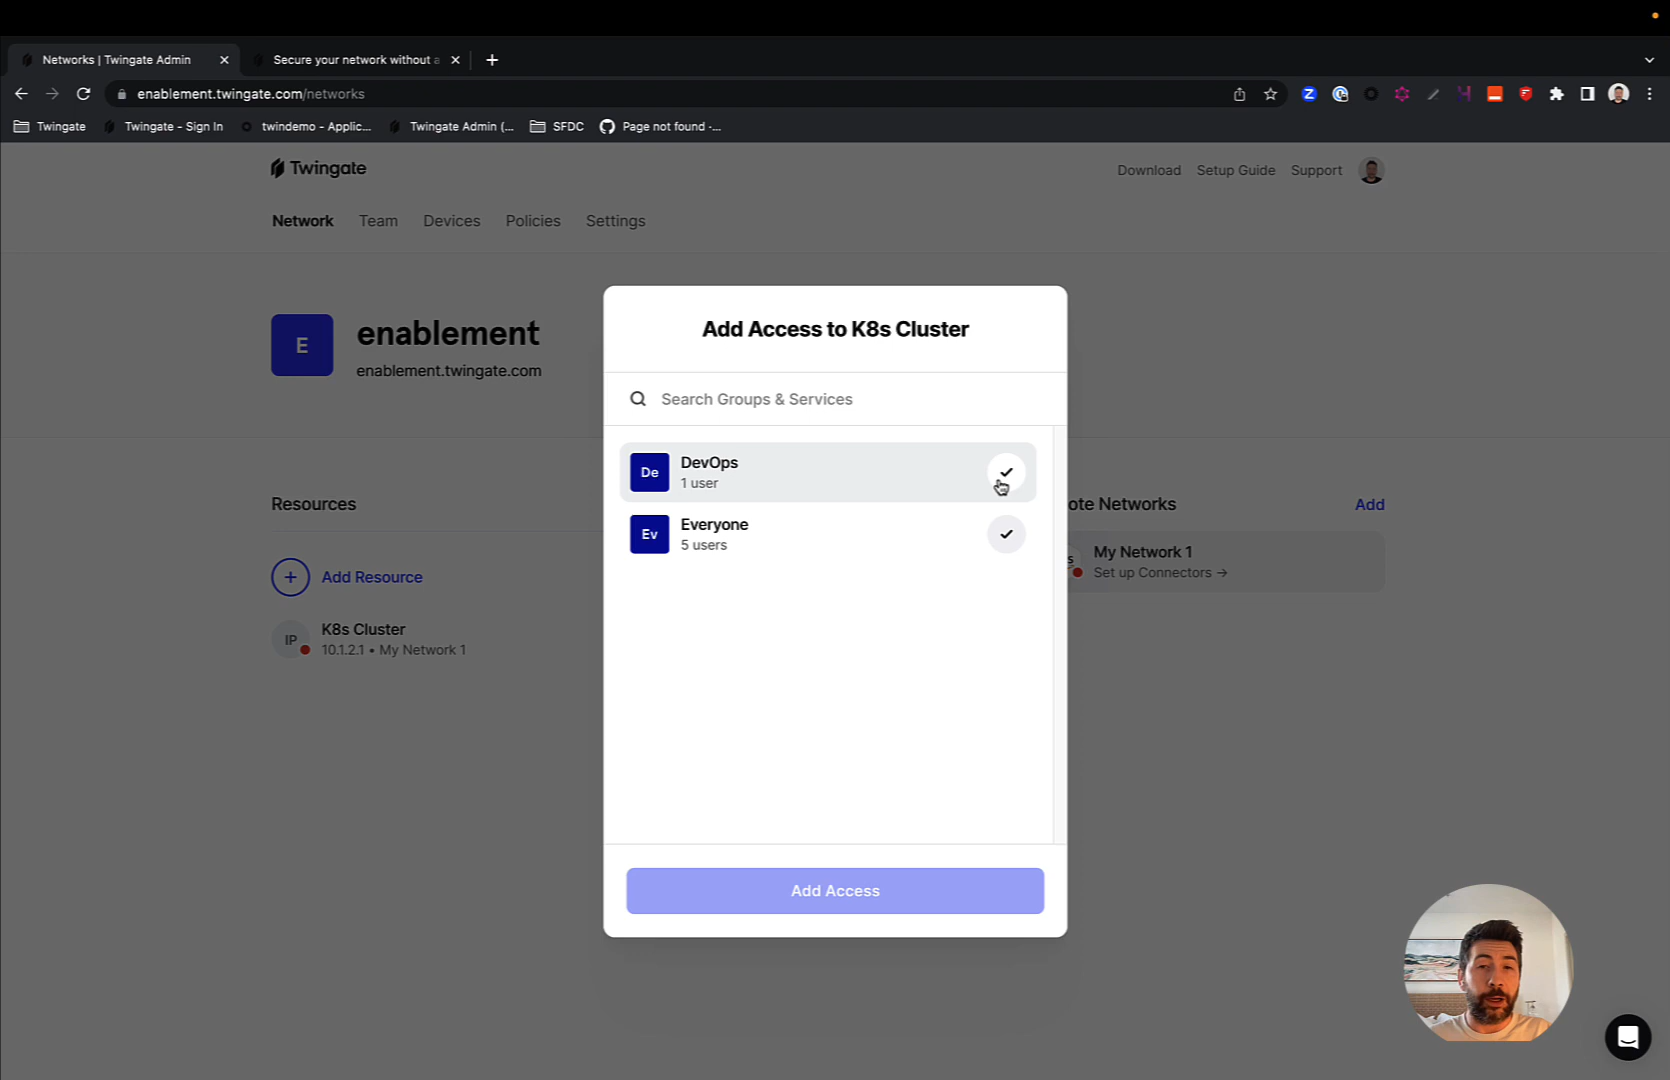 Networks | Twingate Admin
Secure your network without a
enablement.twingate.com/networks
Twingate
Twingate - Sign In
twindemo - Applic...
Twingate Admin (...
SFDC
Page not found ·...
Twingate
Download
Setup Guide
Support
Network
Team
Devices
Policies
Settings
E
enablement
enablement.twingate.com
Resources
Add Resource
IP
K8s Cluster
10.1.2.1 • My Network 1
Add Access to K8s Cluster
Search Groups & Services
De
DevOps
1 user
Ev
Everyone
5 users
Add Access
ote Networks
Add
s
My Network 1
Set up Connectors →